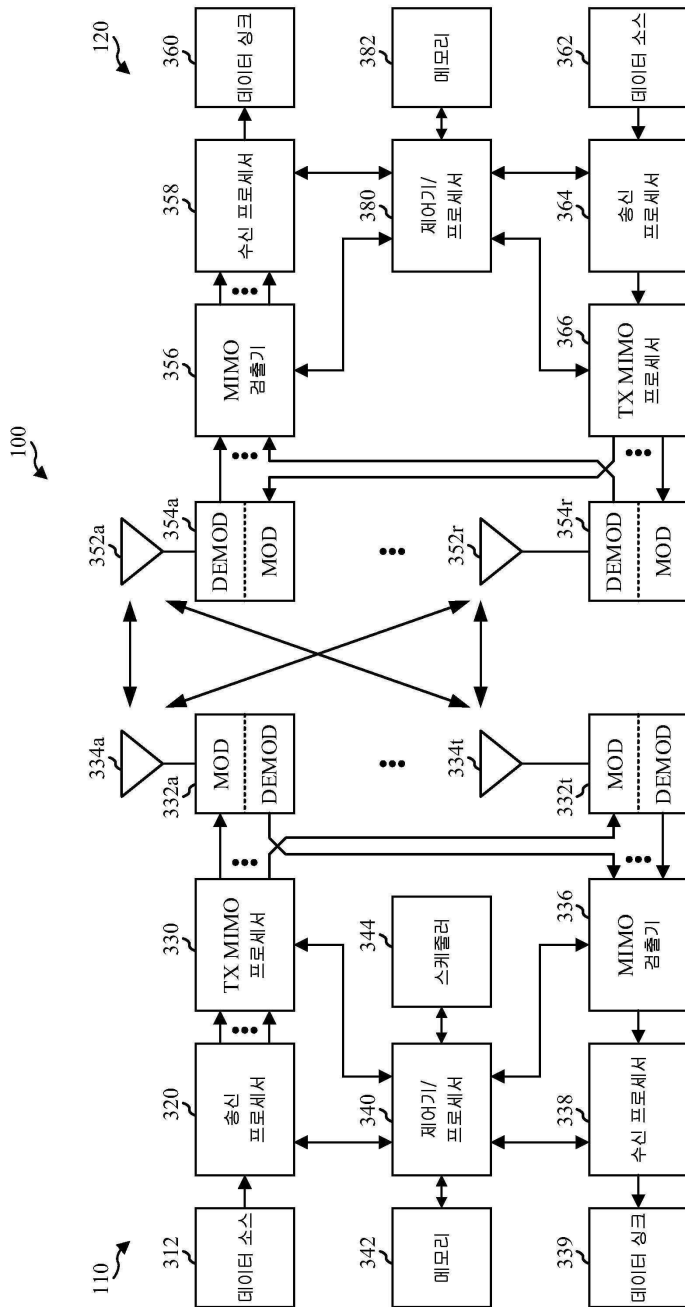 100
110
120
334a
352a
312
320
330
332a
354a
356
358
360
데이터 소스
송신
프로세서
TX MIMO
프로세서
MOD
DEMOD
DEMOD
MOD
MIMO
검출기
수신 프로세서
데이터 싱크
344
스케줄러
342
340
380
382
메모리
제어기/
프로세서
제어기/
프로세서
메모리
334t
352r
339
338
336
332t
354r
366
364
362
데이터 싱크
수신 프로세서
MIMO
검출기
MOD
DEMOD
DEMOD
MOD
TX MIMO
프로세서
송신
프로세서
데이터 소스